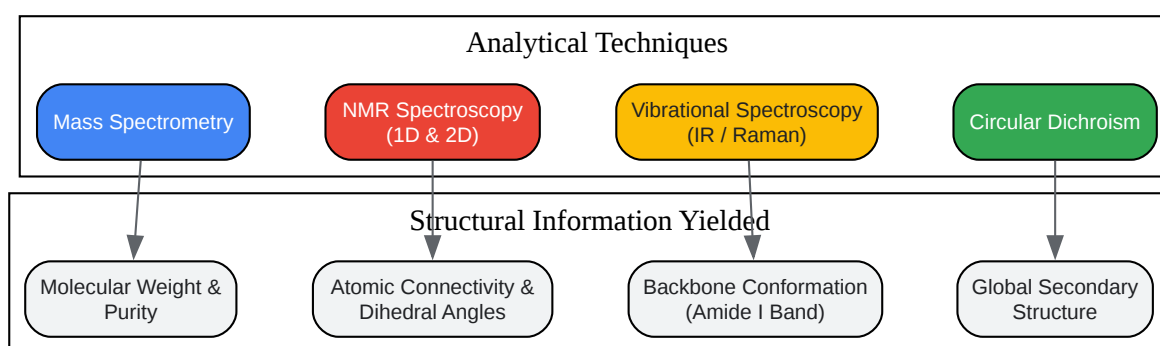 Analytical Techniques
Mass Spectrometry
NMR Spectroscopy
(1D & 2D)
Vibrational Spectroscopy
(IR / Raman)
Circular Dichroism
Structural Information Yielded
Molecular Weight &
Purity
Atomic Connectivity &
Dihedral Angles
Backbone Conformation
(Amide I Band)
Global Secondary
Structure